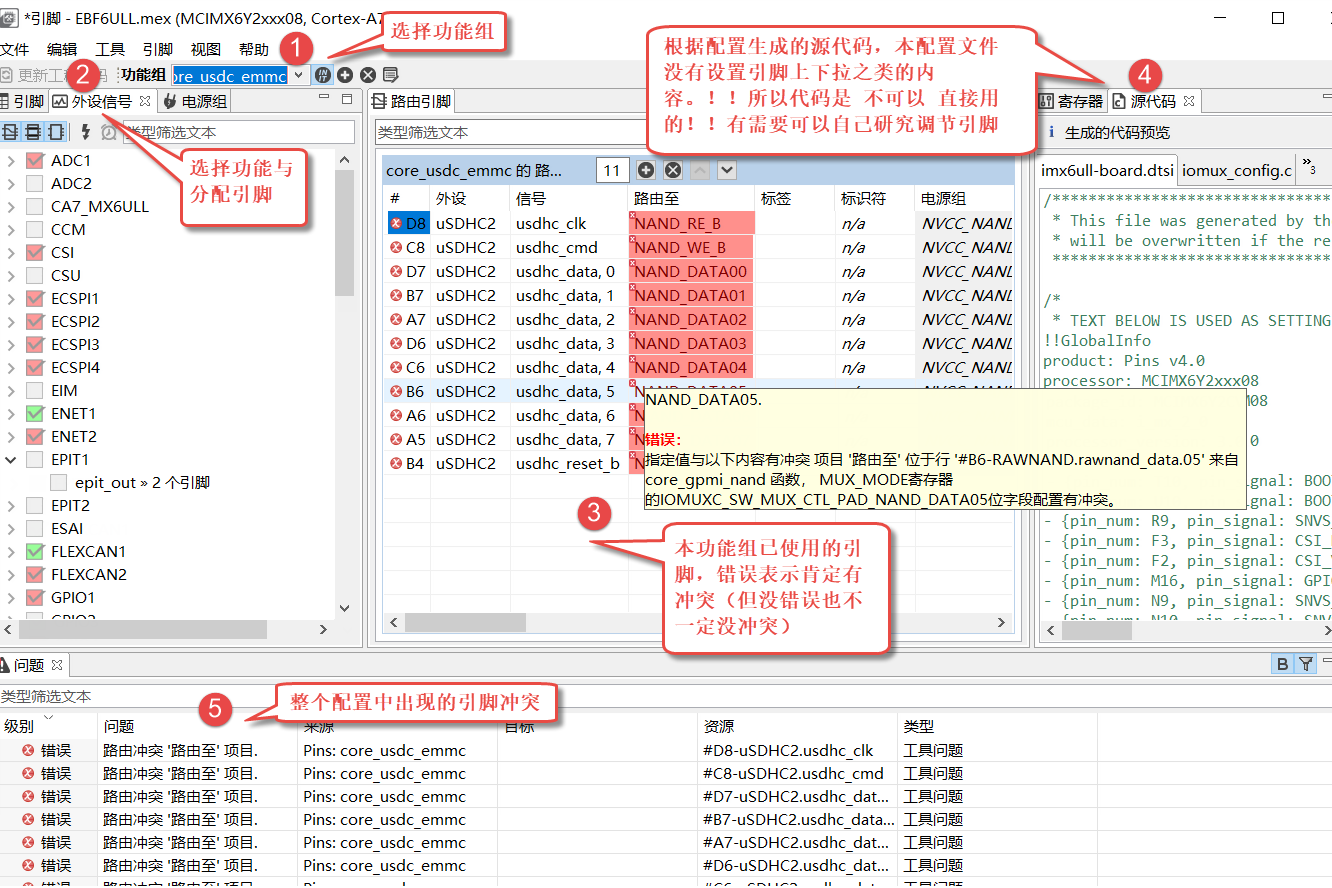 *引脚 - EBF6ULL.mex (MCIMX6Y2xxx08, Cortex-A7
文件 编辑 工具 引脚 视图 帮助
1
选择功能组
更新工
码
2
功能组
ore_usdc_emmc
引脚
外设信号
电源组
类型筛选文本
ADC1
ADC2
CA7_MX6ULL
CCM
CSI
CSU
ECSPI1
ECSPI2
ECSPI3
ECSPI4
EIM
ENET1
ENET2
EPIT1
epit_out » 2 个引脚
EPIT2
ESAI
FLEXCAN1
FLEXCAN2
GPIO1
选择功能与
分配引脚
路由引脚
类型筛选文本
core_usdc_emmc 的 路...
11
# 外设 信号 路由至 标签 标识符 电源组
D8 uSDHC2 usdhc_clk NAND_RE_B n/a NVCC_NAND
C8 uSDHC2 usdhc_cmd NAND_WE_B n/a NVCC_NAND
D7 uSDHC2 usdhc_data, 0 NAND_DATA00 n/a NVCC_NAND
B7 uSDHC2 usdhc_data, 1 NAND_DATA01 n/a NVCC_NAND
A7 uSDHC2 usdhc_data, 2 NAND_DATA02 n/a NVCC_NAND
D6 uSDHC2 usdhc_data, 3 NAND_DATA03 n/a NVCC_NAND
C6 uSDHC2 usdhc_data, 4 NAND_DATA04 n/a NVCC_NAND
B6 uSDHC2 usdhc_data, 5
A6 uSDHC2 usdhc_data, 6
A5 uSDHC2 usdhc_data, 7
B4 uSDHC2 usdhc_reset_b
NAND_DATA05.
错误:
指定值与以下内容有冲突 项目 '路由至' 位于行 '#B6-RAWNAND.rawnand_data.05' 来自
core_gpmi_nand 函数， MUX_MODE寄存器
的IOMUXC_SW_MUX_CTL_PAD_NAND_DATA05位字段配置有冲突。
3
本功能组已使用的引
脚，错误表示肯定有
冲突（但没错误也不
一定没冲突）
根据配置生成的源代码，本配置文件
没有设置引脚上下拉之类的内
容。！！所以代码是 不可以 直接用
的！！有需要可以自己研究调节引脚
4
寄存器
源代码
生成的代码预览
imx6ull-board.dtsi
iomux_config.c
»3
/*******************************
* This file was generated by th
* will be overwritten if the re
*******************************
/*
* TEXT BELOW IS USED AS SETTING
!!GlobalInfo
product: Pins v4.0
processor: MCIMX6Y2xxx08
M08
0
_signal: BOO
_signal: BOO
- {pin_num: R9, pin_signal: SNVS_
- {pin_num: F3, pin_signal: CSI_
- {pin_num: F2, pin_signal: CSI_
- {pin_num: M16, pin_signal: GPI
- {pin_num: N9, pin_signal: SNVS_
- {pin_num: N10, pin_signal: SNV
问题
B
类型筛选文本
5
整个配置中出现的引脚冲突
级别 问题 来源 目标 资源 类型
错误 路由冲突 '路由至' 项目. Pins: core_usdc_emmc #D8-uSDHC2.usdhc_clk 工具问题
错误 路由冲突 '路由至' 项目. Pins: core_usdc_emmc #C8-uSDHC2.usdhc_cmd 工具问题
错误 路由冲突 '路由至' 项目. Pins: core_usdc_emmc #D7-uSDHC2.usdhc_dat... 工具问题
错误 路由冲突 '路由至' 项目. Pins: core_usdc_emmc #B7-uSDHC2.usdhc_data... 工具问题
错误 路由冲突 '路由至' 项目. Pins: core_usdc_emmc #A7-uSDHC2.usdhc_dat... 工具问题
错误 路由冲突 '路由至' 项目. Pins: core_usdc_emmc #D6-uSDHC2.usdhc_dat... 工具问题